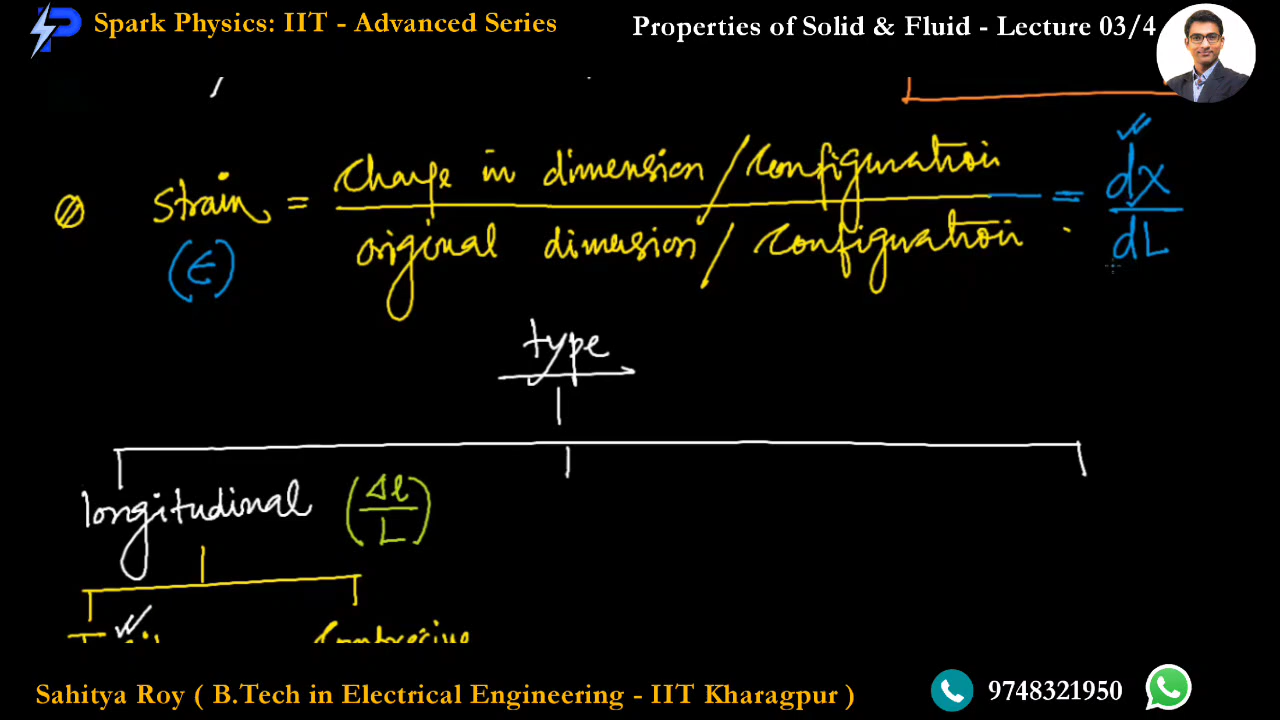 Spark Physics: IIT - Advanced Series
Properties of Solid & Fluid - Lecture 03/4
Strain = Change in dimension/configuration / original dimension/configuration = dx/dL
(ϵ)
type
longitudinal (Δl/L)
Sahitya Roy ( B.Tech in Electrical Engineering - IIT Kharagpur )
9748321950